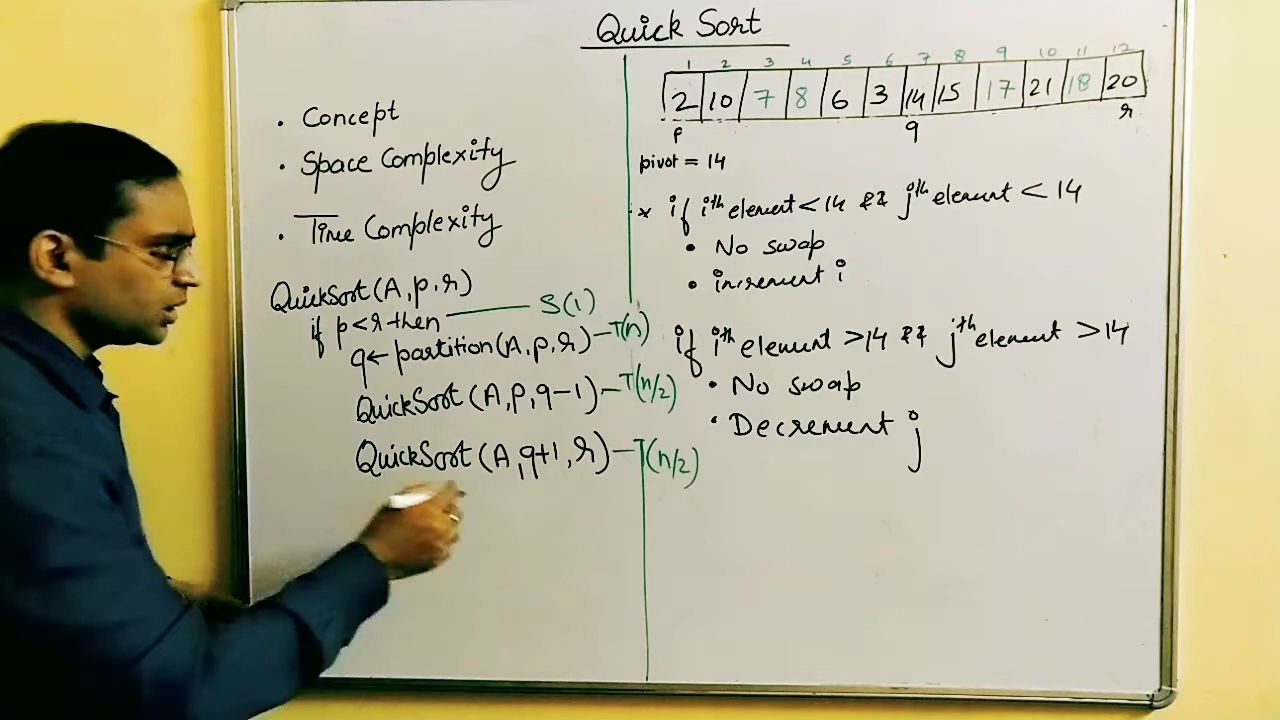 Quick Sort
• Concept
• Space Complexity
• Time Complexity
QuickSort(A, p, r)
if p<r then — S(1)
q← partition(A, p, r) — T(n)
QuickSort (A, p, q-1) — T(n/2)
QuickSort (A, q+1, r) — T(n/2)
1 2 3 4 5 6 7 8 9 10 11 12
2 10 7 8 6 3 14 15 17 21 18 20
p q r
pivot = 14
* if ith element < 14 && jth element < 14
• No swap
• increment i
if ith element >14 && jth element >14
• No swap
• Decrement j